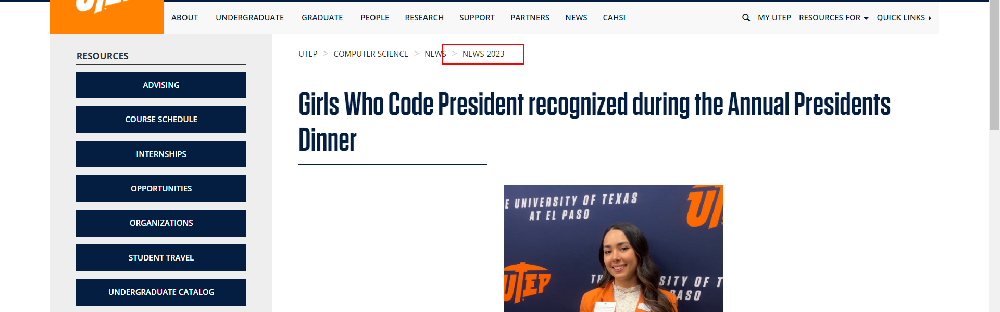 UTEP
ABOUT UNDERGRADUATE GRADUATE PEOPLE RESEARCH SUPPORT PARTNERS NEWS CAHSI MY UTEP RESOURCES FOR QUICK LINKS
RESOURCES
ADVISING
COURSE SCHEDULE
INTERNSHIPS
OPPORTUNITIES
ORGANIZATIONS
STUDENT TRAVEL
UNDERGRADUATE CATALOG
UTEP > COMPUTER SCIENCE > NEWS > NEWS-2023
Girls Who Code President recognized during the Annual Presidents
Dinner
E UNIVERSITY OF TEXAS
AT EL PASO
UTEP
UTEP
TH SITY OF T
PASO